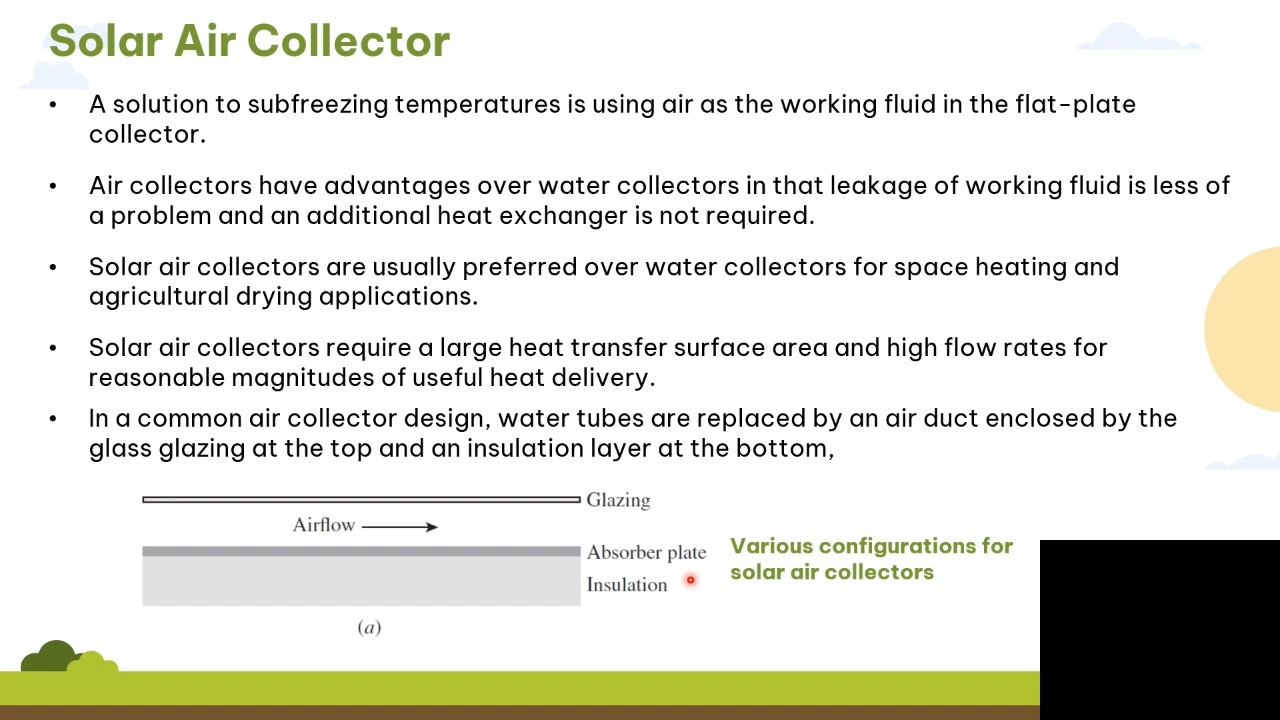 Solar Air Collector
• A solution to subfreezing temperatures is using air as the working fluid in the flat-plate
collector.
• Air collectors have advantages over water collectors in that leakage of working fluid is less of
a problem and an additional heat exchanger is not required.
• Solar air collectors are usually preferred over water collectors for space heating and
agricultural drying applications.
• Solar air collectors require a large heat transfer surface area and high flow rates for
reasonable magnitudes of useful heat delivery.
• In a common air collector design, water tubes are replaced by an air duct enclosed by the
glass glazing at the top and an insulation layer at the bottom,
Glazing
Airflow
Absorber plate
Insulation
(a)
Various configurations for
solar air collectors